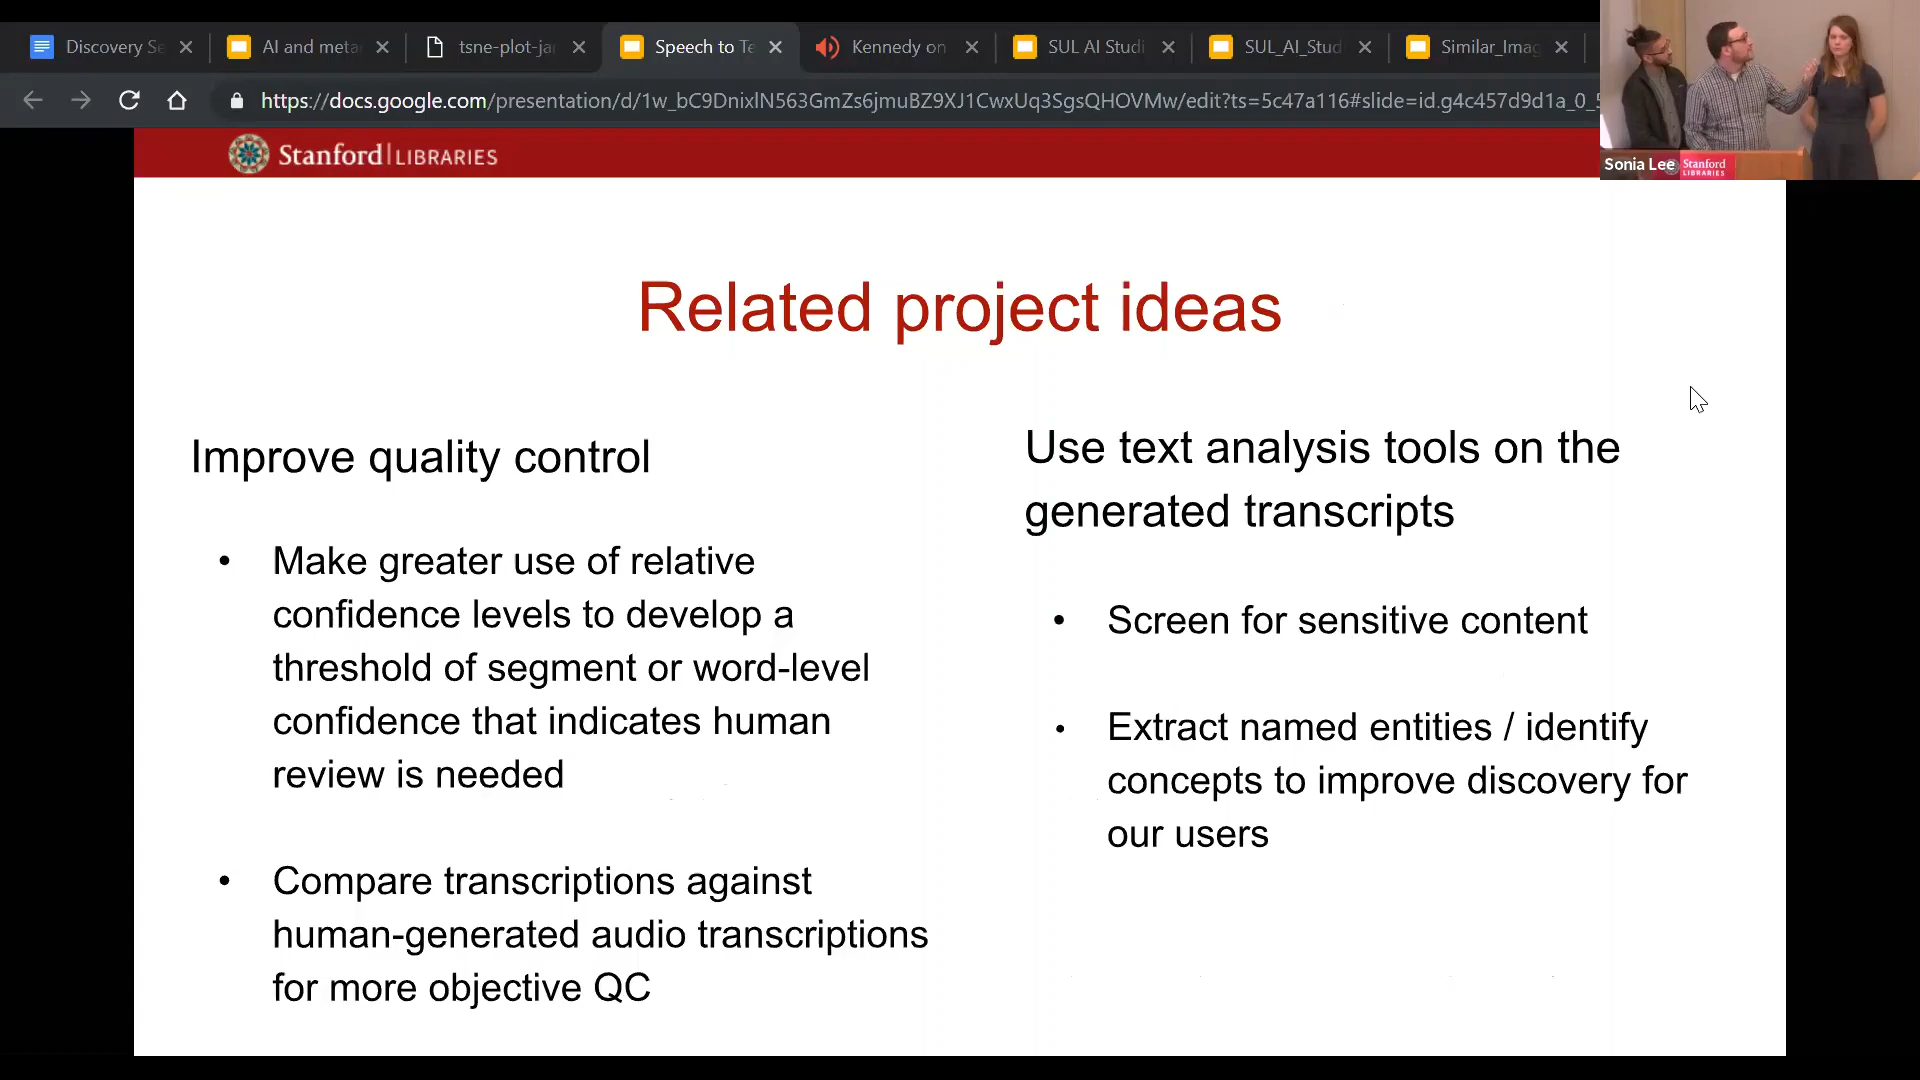 Discovery Se
AI and meta
tsne-plot-ja
Speech to Te
Kennedy on
SUL AI Studi
SUL_AI_Stud
Similar_Imag
https://docs.google.com/presentation/d/1w_bC9DnixlN563GmZs6jmuBZ9XJ1CwxUq3SgsQHOVMw/edit?ts=5c47a116#slide=id.g4c457d9d1a_0_5
Sonia Lee
Stanford
LIBRARIES
Stanford LIBRARIES
Related project ideas
Improve quality control
• Make greater use of relative
confidence levels to develop a
threshold of segment or word-level
confidence that indicates human
review is needed
• Compare transcriptions against
human-generated audio transcriptions
for more objective QC
Use text analysis tools on the
generated transcripts
• Screen for sensitive content
• Extract named entities / identify
concepts to improve discovery for
our users